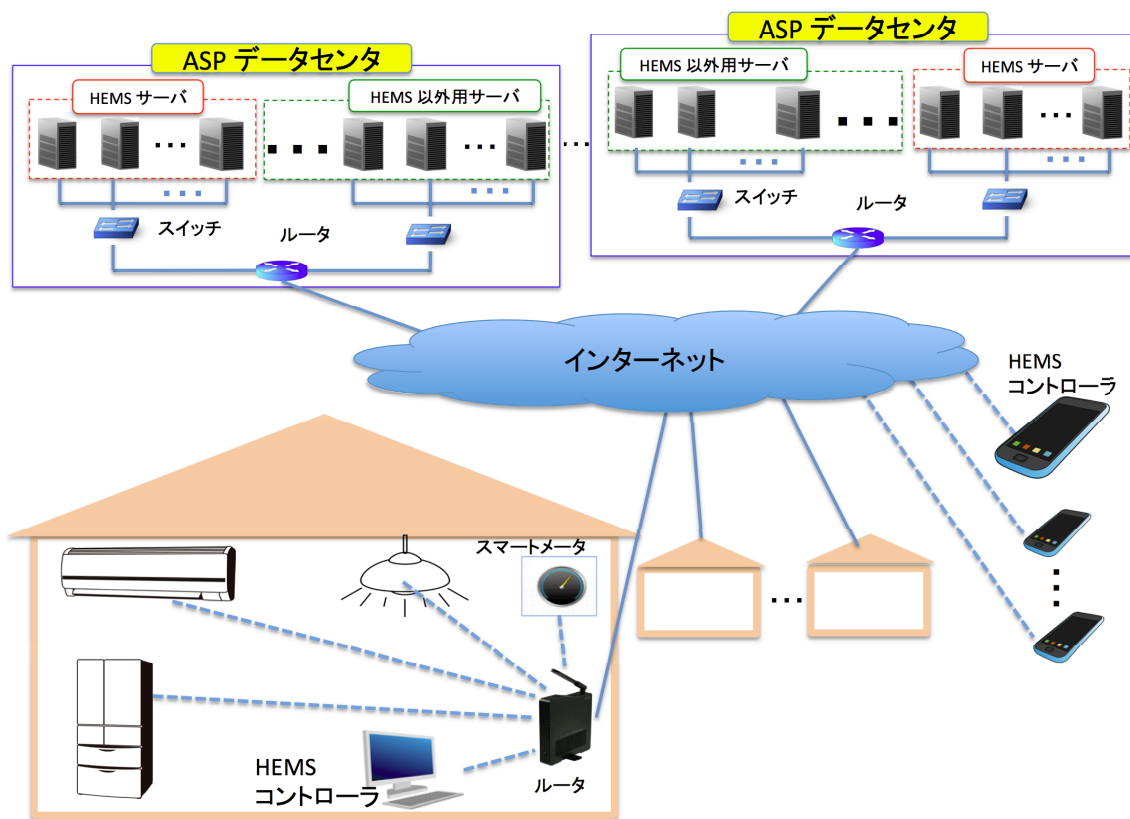 ASP データセンタ
HEMS サーバ
HEMS 以外用サーバ
スイッチ
ルータ
ASP データセンタ
HEMS 以外用サーバ
HEMS サーバ
スイッチ
ルータ
インターネット
HEMS
コントローラ
スマートメータ
HEMS
コントローラ
ルータ